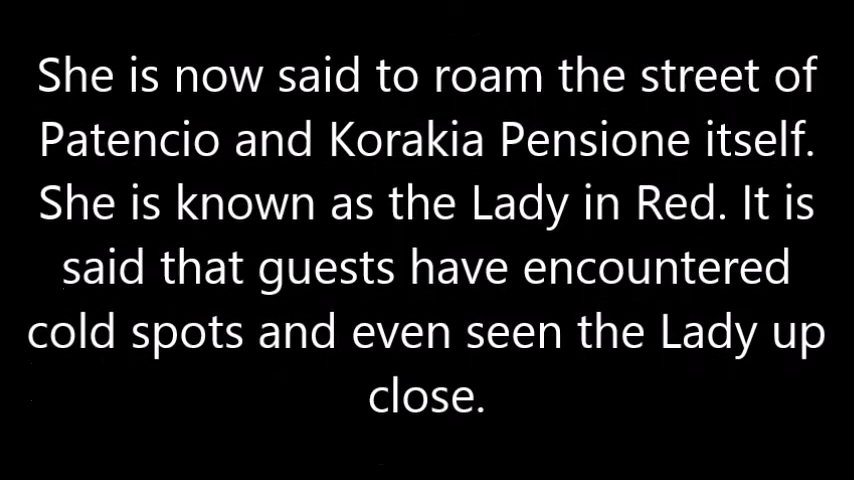 She is now said to roam the street of
Patencio and Korakia Pensione itself.
She is known as the Lady in Red. It is
said that guests have encountered
cold spots and even seen the Lady up
close.